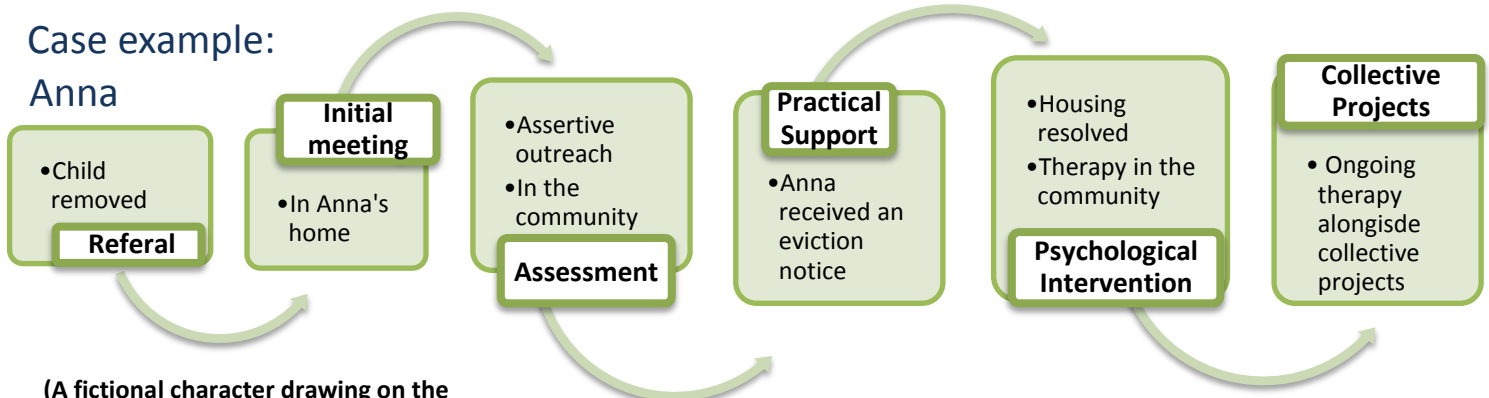 Case example:
Anna
•Child
removed
Referal
Initial
meeting
•In Anna's
home
•Assertive
outreach
•In the
community
Assessment
Practical
Support
•Anna
received an
eviction
notice
•Housing
resolved
•Therapy in the
community
Psychological
Intervention
Collective
Projects
• Ongoing
therapy
alongisde
collective
projects
(A fictional character drawing on the